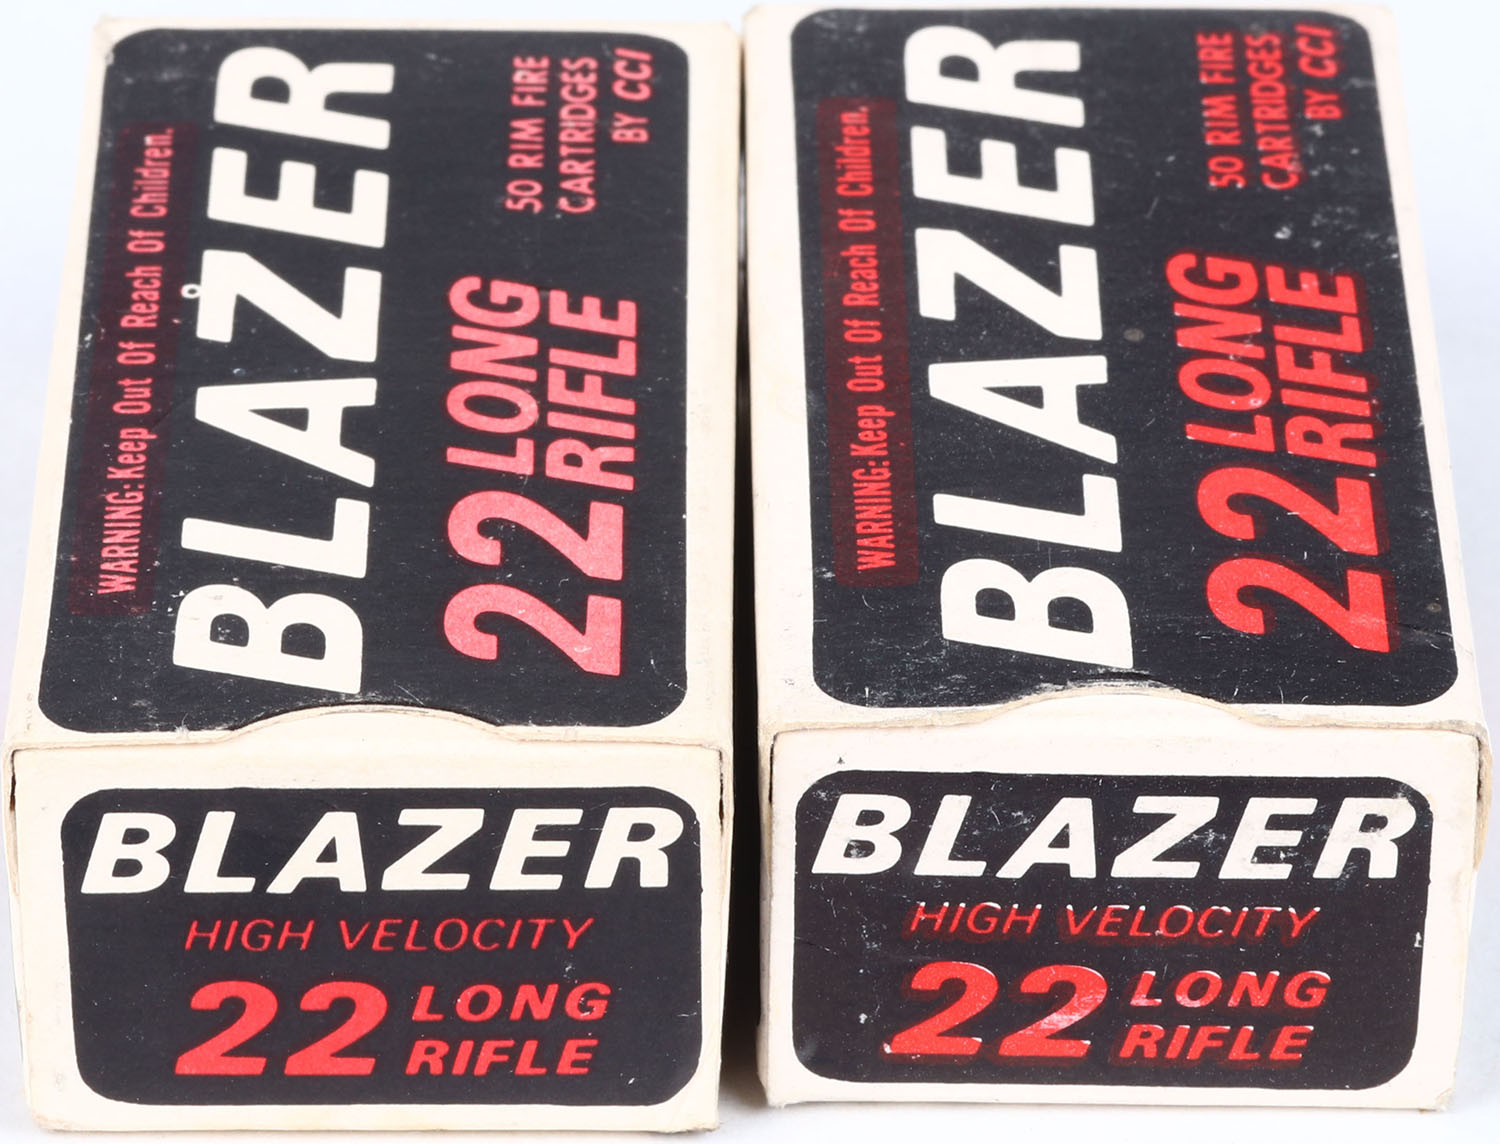 WARNING: Keep Out Of Reach Of Children.
BLAZER
22 LONG
RIFLE
50 RIM FIRE
CARTRIDGES
BY CCI
BLAZER
HIGH VELOCITY
22 LONG
RIFLE
WARNING: Keep Out Of Reach Of Children.
BLAZER
22 LONG
RIFLE
50 RIM FIRE
CARTRIDGES
BY CCI
BLAZER
HIGH VELOCITY
22 LONG
RIFLE